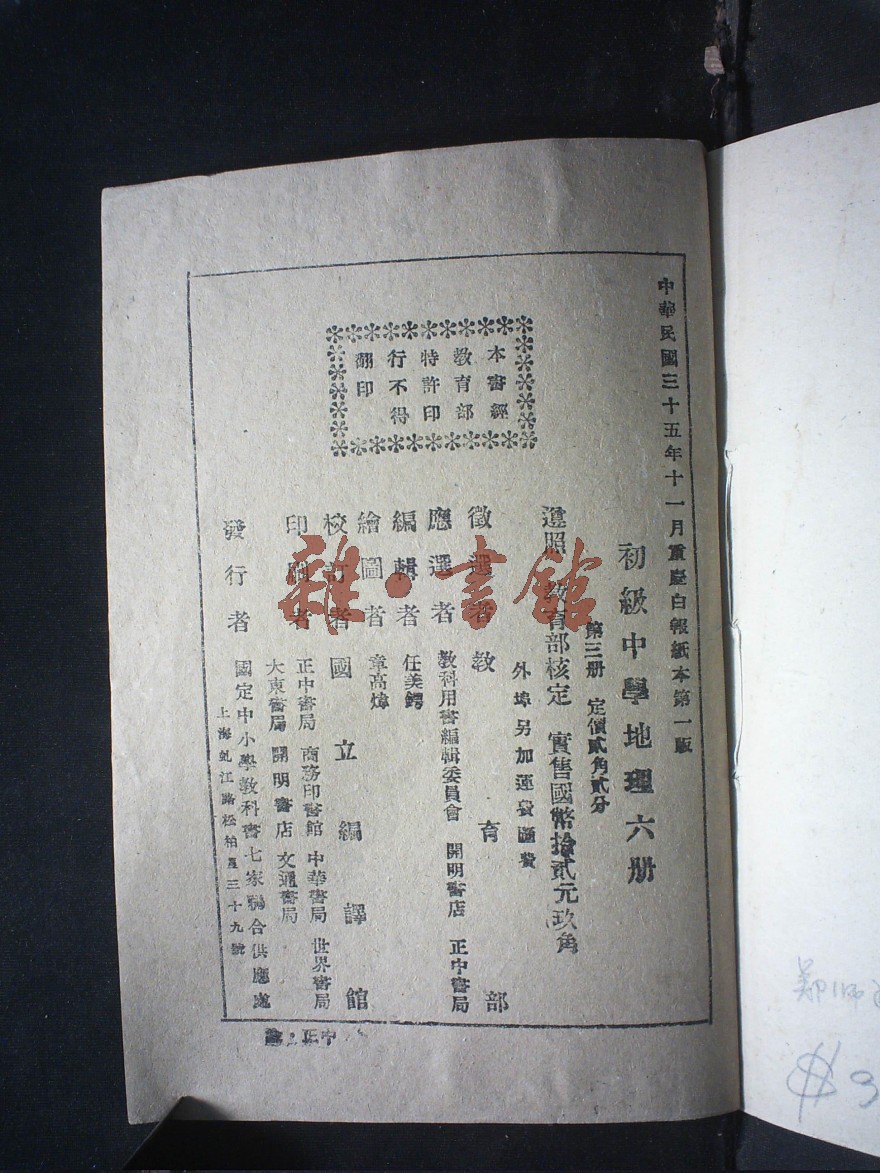 中華民國三十五年十一月重慶白報紙本第一版
初級中學地理六册
第三册 定價貳角貳分
遵照 教育部核定 實售國幣拾貳元玖角
外埠另加運費匯費
徵選者 教育部
應選者 教科用書編輯委員會 開明書店 正中書局
編輯者 任美鍔
繪圖者 章高煒
校訂者 國立編譯館
印刷者 正中書局 商務印書館 中華書局 世界書局
大東書局 開明書店 文通書局
發行者 國定中小學教科書七家聯合供應處
上海虬江路松柏里三十九號
本書經
教育部
特許印
行不得
翻印
雜·書館